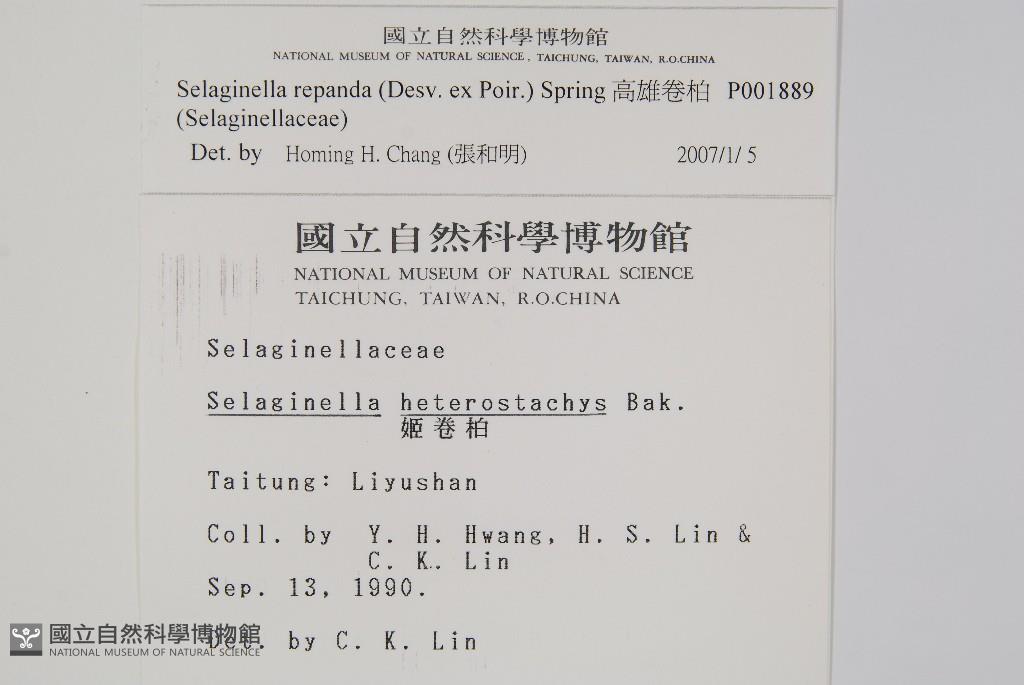 國立自然科學博物館
NATIONAL MUSEUM OF NATURAL SCIENCE, TAICHUNG, TAIWAN, R.O.CHINA
Selaginella repanda (Desv. ex Poir.) Spring 高雄卷柏 P001889
(Selaginellaceae)
Det. by Homing H. Chang (張和明) 2007/1/ 5
國立自然科學博物館
NATIONAL MUSEUM OF NATURAL SCIENCE
TAICHUNG, TAIWAN, R.O.CHINA
Selaginellaceae
Selaginella heterostachys Bak.
姬卷柏
Taitung: Liyushan
Coll. by Y. H. Hwang, H. S. Lin &
C. K. Lin
Sep. 13, 1990.
Det. by C. K. Lin
國立自然科學博物館
NATIONAL MUSEUM OF NATURAL SCIENCE